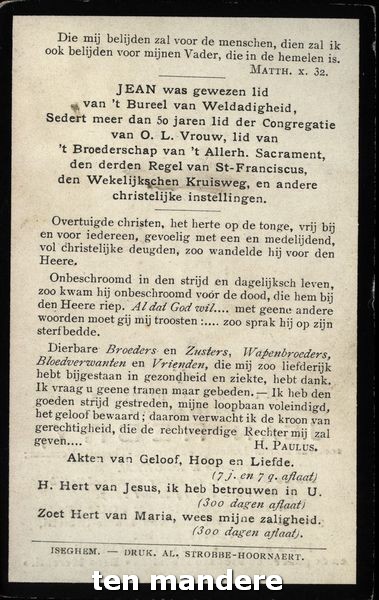 Die mij belijden zal voor de menschen, dien zal ik
ook belijden voor mijnen Vader, die in de hemelen is.
MATTH. X. 32.
JEAN was gewezen lid
van 't Bureel van Weldadigheid,
Sedert meer dan 50 jaren lid der Congregatie
van O. L. Vrouw, lid van
't Broederschap van 't Allerh. Sacrament,
den derden Regel van St-Franciscus,
den Wekelijkschen Kruisweg, en andere
christelijke instellingen.
Overtuigde christen, het herte op de tonge, vrij bij
en voor iedereen, gevoelig met een en medelijdend,
vol christelijke deugden, zoo wandelde hij voor den
Heere.
Onbeschroomd in den strijd en dagelijksch leven,
zoo kwam hij onbeschroomd vóór de dood, die hem bij
den Heere riep. Al dat God wil.... met geene andere
woorden moet gij mij troosten :.... zoo sprak hij op zijn
sterfbedde.
Dierbare Broeders en Zusters, Wapenbroeders,
Bloedverwanten en Vrienden, die mij zoo liefderijk
hebt bijgestaan in gezondheid en ziekte, hebt dank.
Ik vraag u geene tranen maar gebeden. — Ik heb den
goeden strijd gestreden, mijne loopbaan voleindigd,
het geloof bewaard ; daarom verwacht ik de kroon van
gerechtigheid, die de rechtveerdige Rechter mij zal
geven.... H. PAULUS.
Akten van Geloof, Hoop en Liefde.
(7 j. en 7 q. aflaat)
H. Hert van Jesus, ik heb betrouwen in U.
(300 dagen aflaat)
Zoet Hert van Maria, wees mijne zaligheid.
(300 dagen aflaat).
ISEGHEM. — DRUK. AL. STROBBE-HOORNAERT.
ten mandere